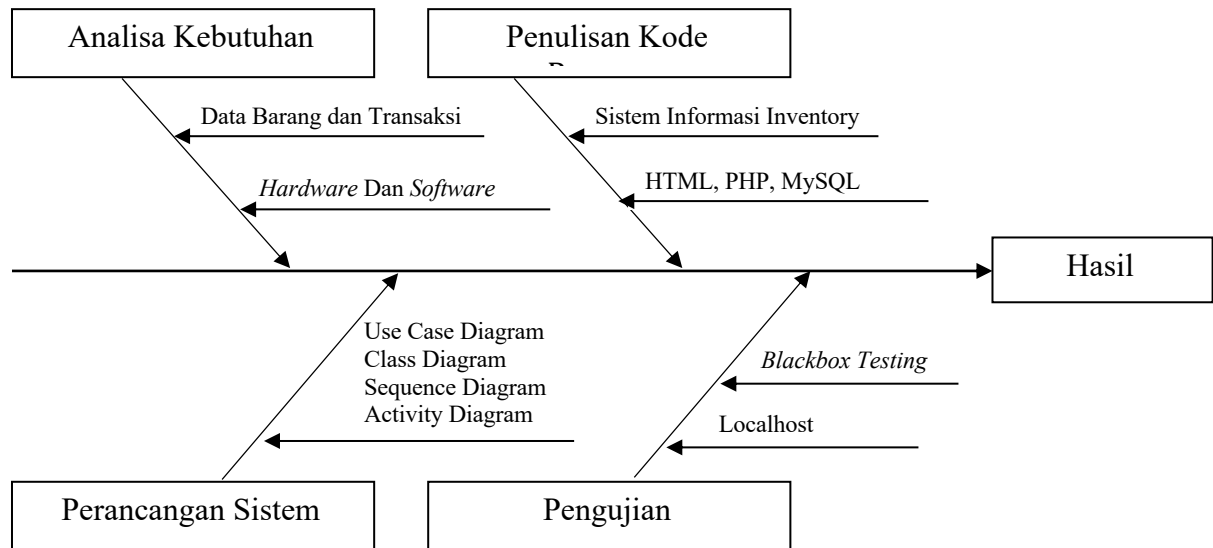 Analisa Kebutuhan
Penulisan Kode
Data Barang dan Transaksi
Sistem Informasi Inventory
Hardware Dan Software
HTML, PHP, MySQL
Hasil
Use Case Diagram
Class Diagram
Sequence Diagram
Activity Diagram
Blackbox Testing
Localhost
Perancangan Sistem
Pengujian